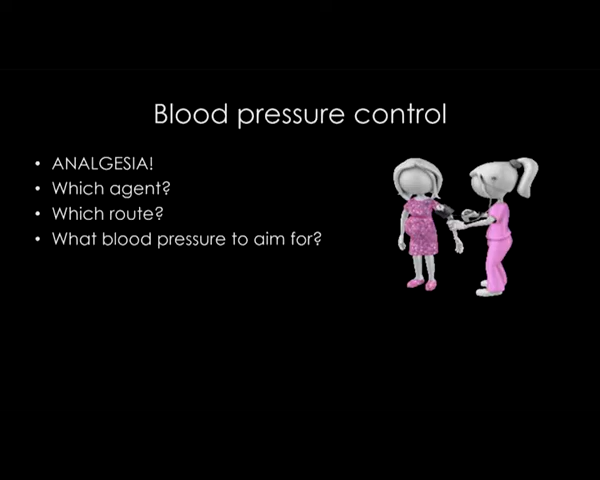 Blood pressure control
• ANALGESIA!
• Which agent?
• Which route?
• What blood pressure to aim for?